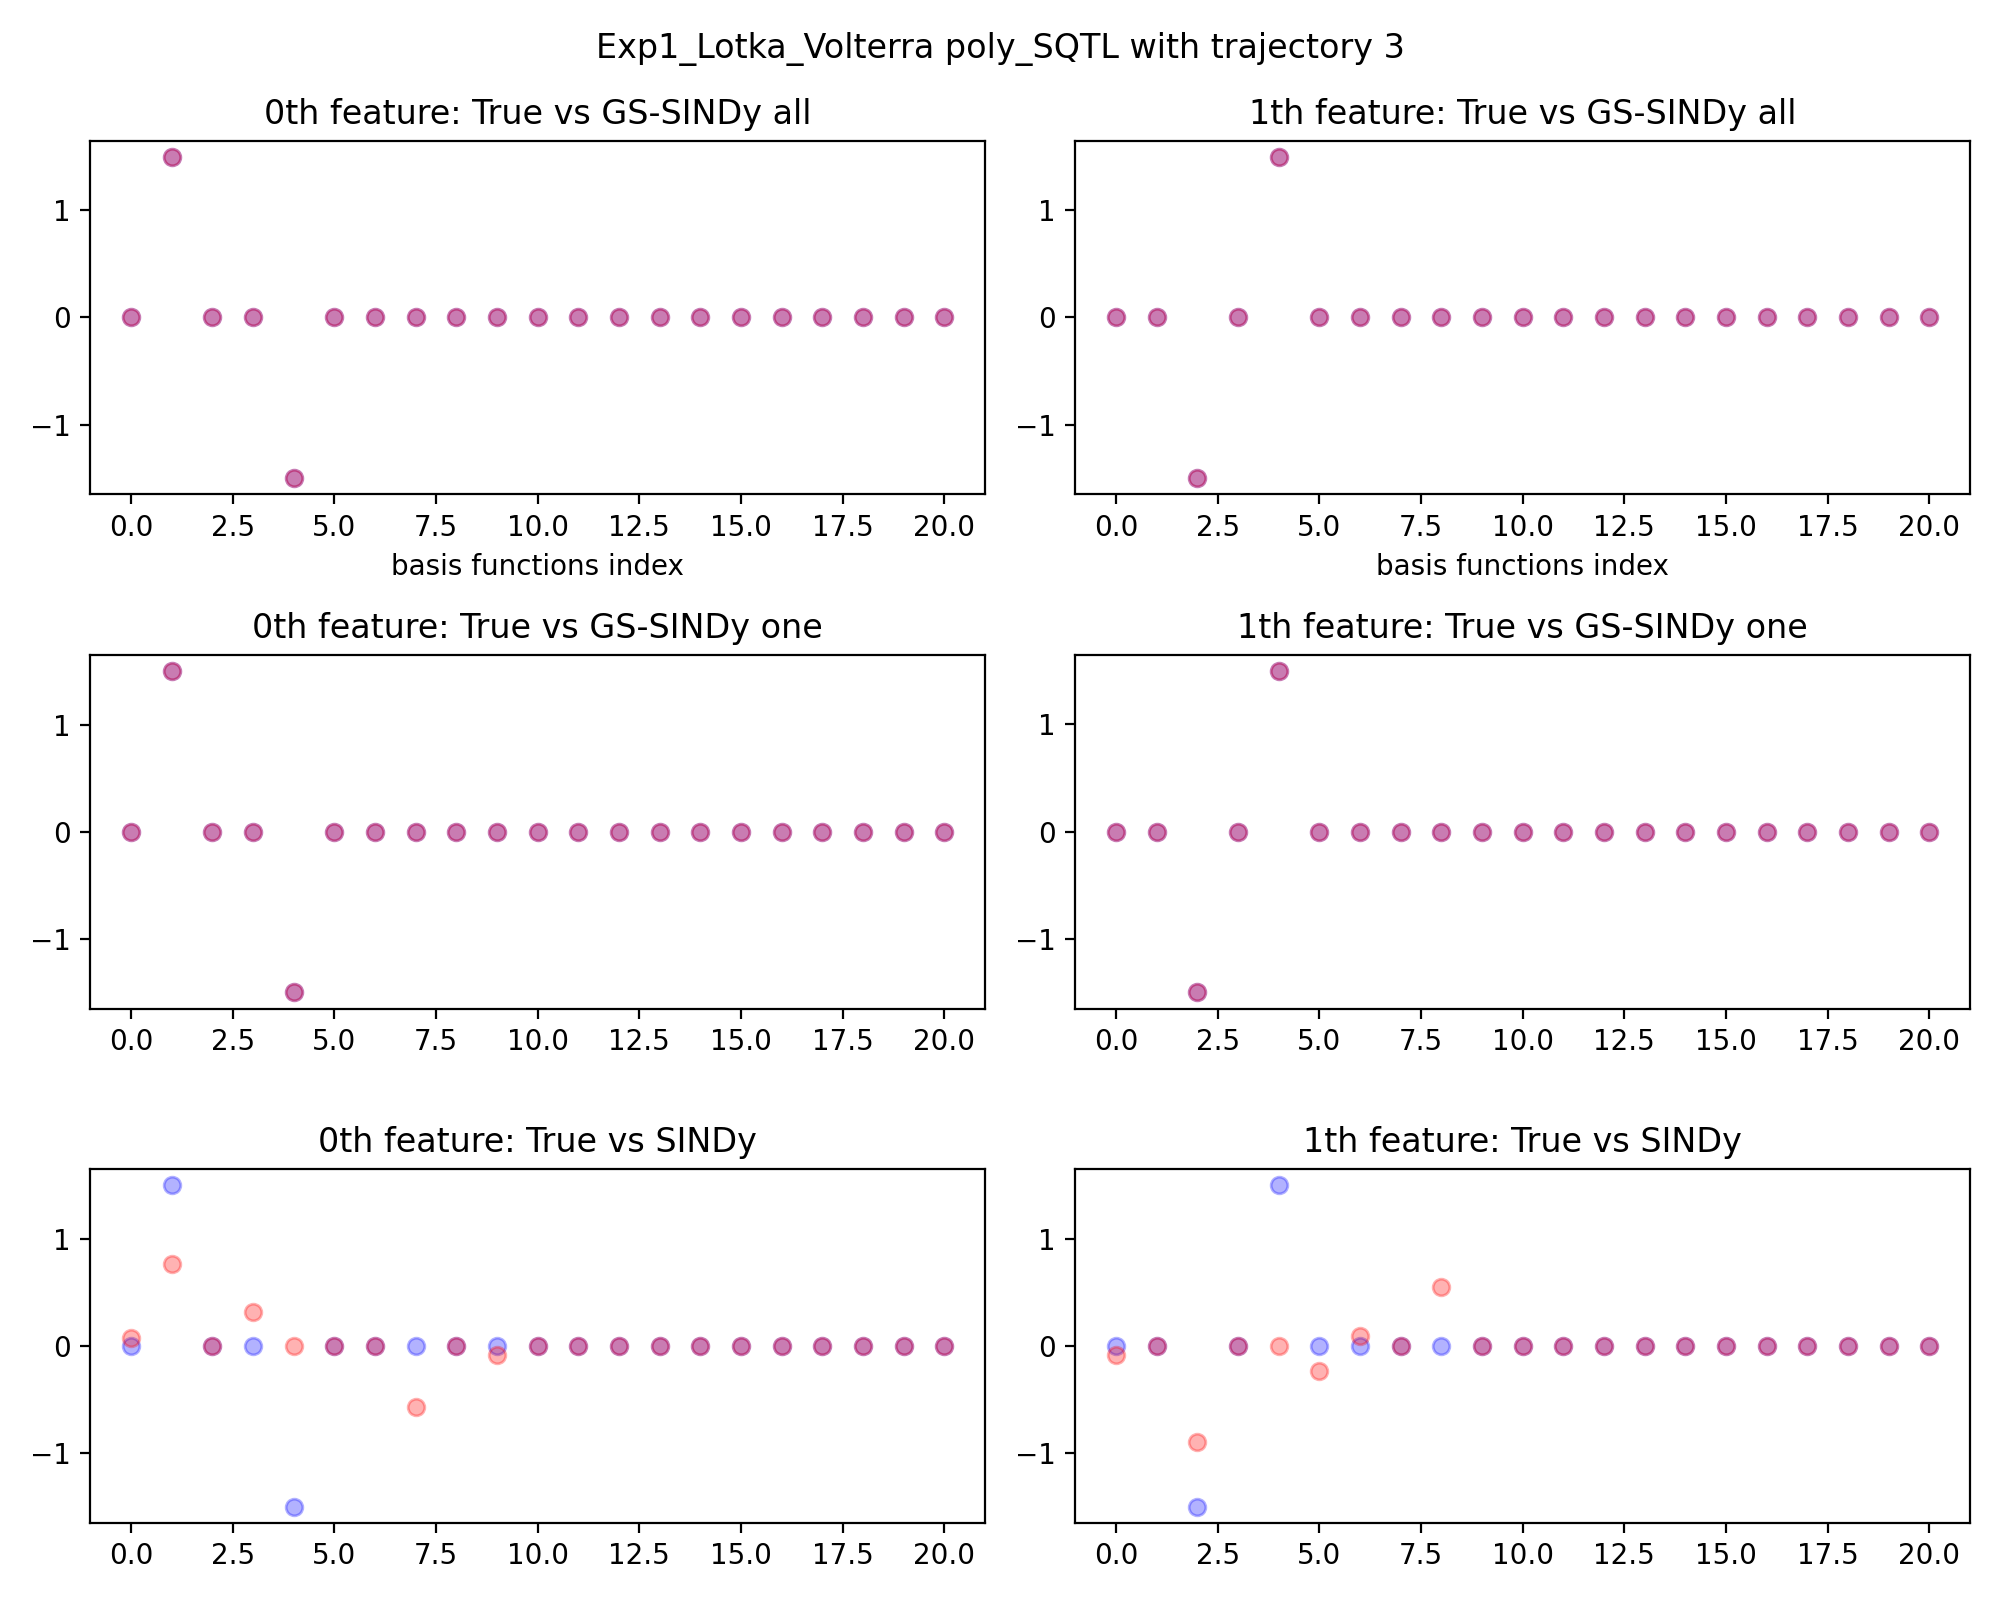 Exp1_Lotka_Volterra poly_SQTL with trajectory 3
0th feature: True vs GS-SINDy all
1th feature: True vs GS-SINDy all
1
0
−1
0.0 2.5 5.0 7.5 10.0 12.5 15.0 17.5 20.0
basis functions index
1
0
−1
0.0 2.5 5.0 7.5 10.0 12.5 15.0 17.5 20.0
basis functions index
0th feature: True vs GS-SINDy one
1th feature: True vs GS-SINDy one
1
0
−1
0.0 2.5 5.0 7.5 10.0 12.5 15.0 17.5 20.0
1
0
−1
0.0 2.5 5.0 7.5 10.0 12.5 15.0 17.5 20.0
0th feature: True vs SINDy
1th feature: True vs SINDy
1
0
−1
0.0 2.5 5.0 7.5 10.0 12.5 15.0 17.5 20.0
1
0
−1
0.0 2.5 5.0 7.5 10.0 12.5 15.0 17.5 20.0